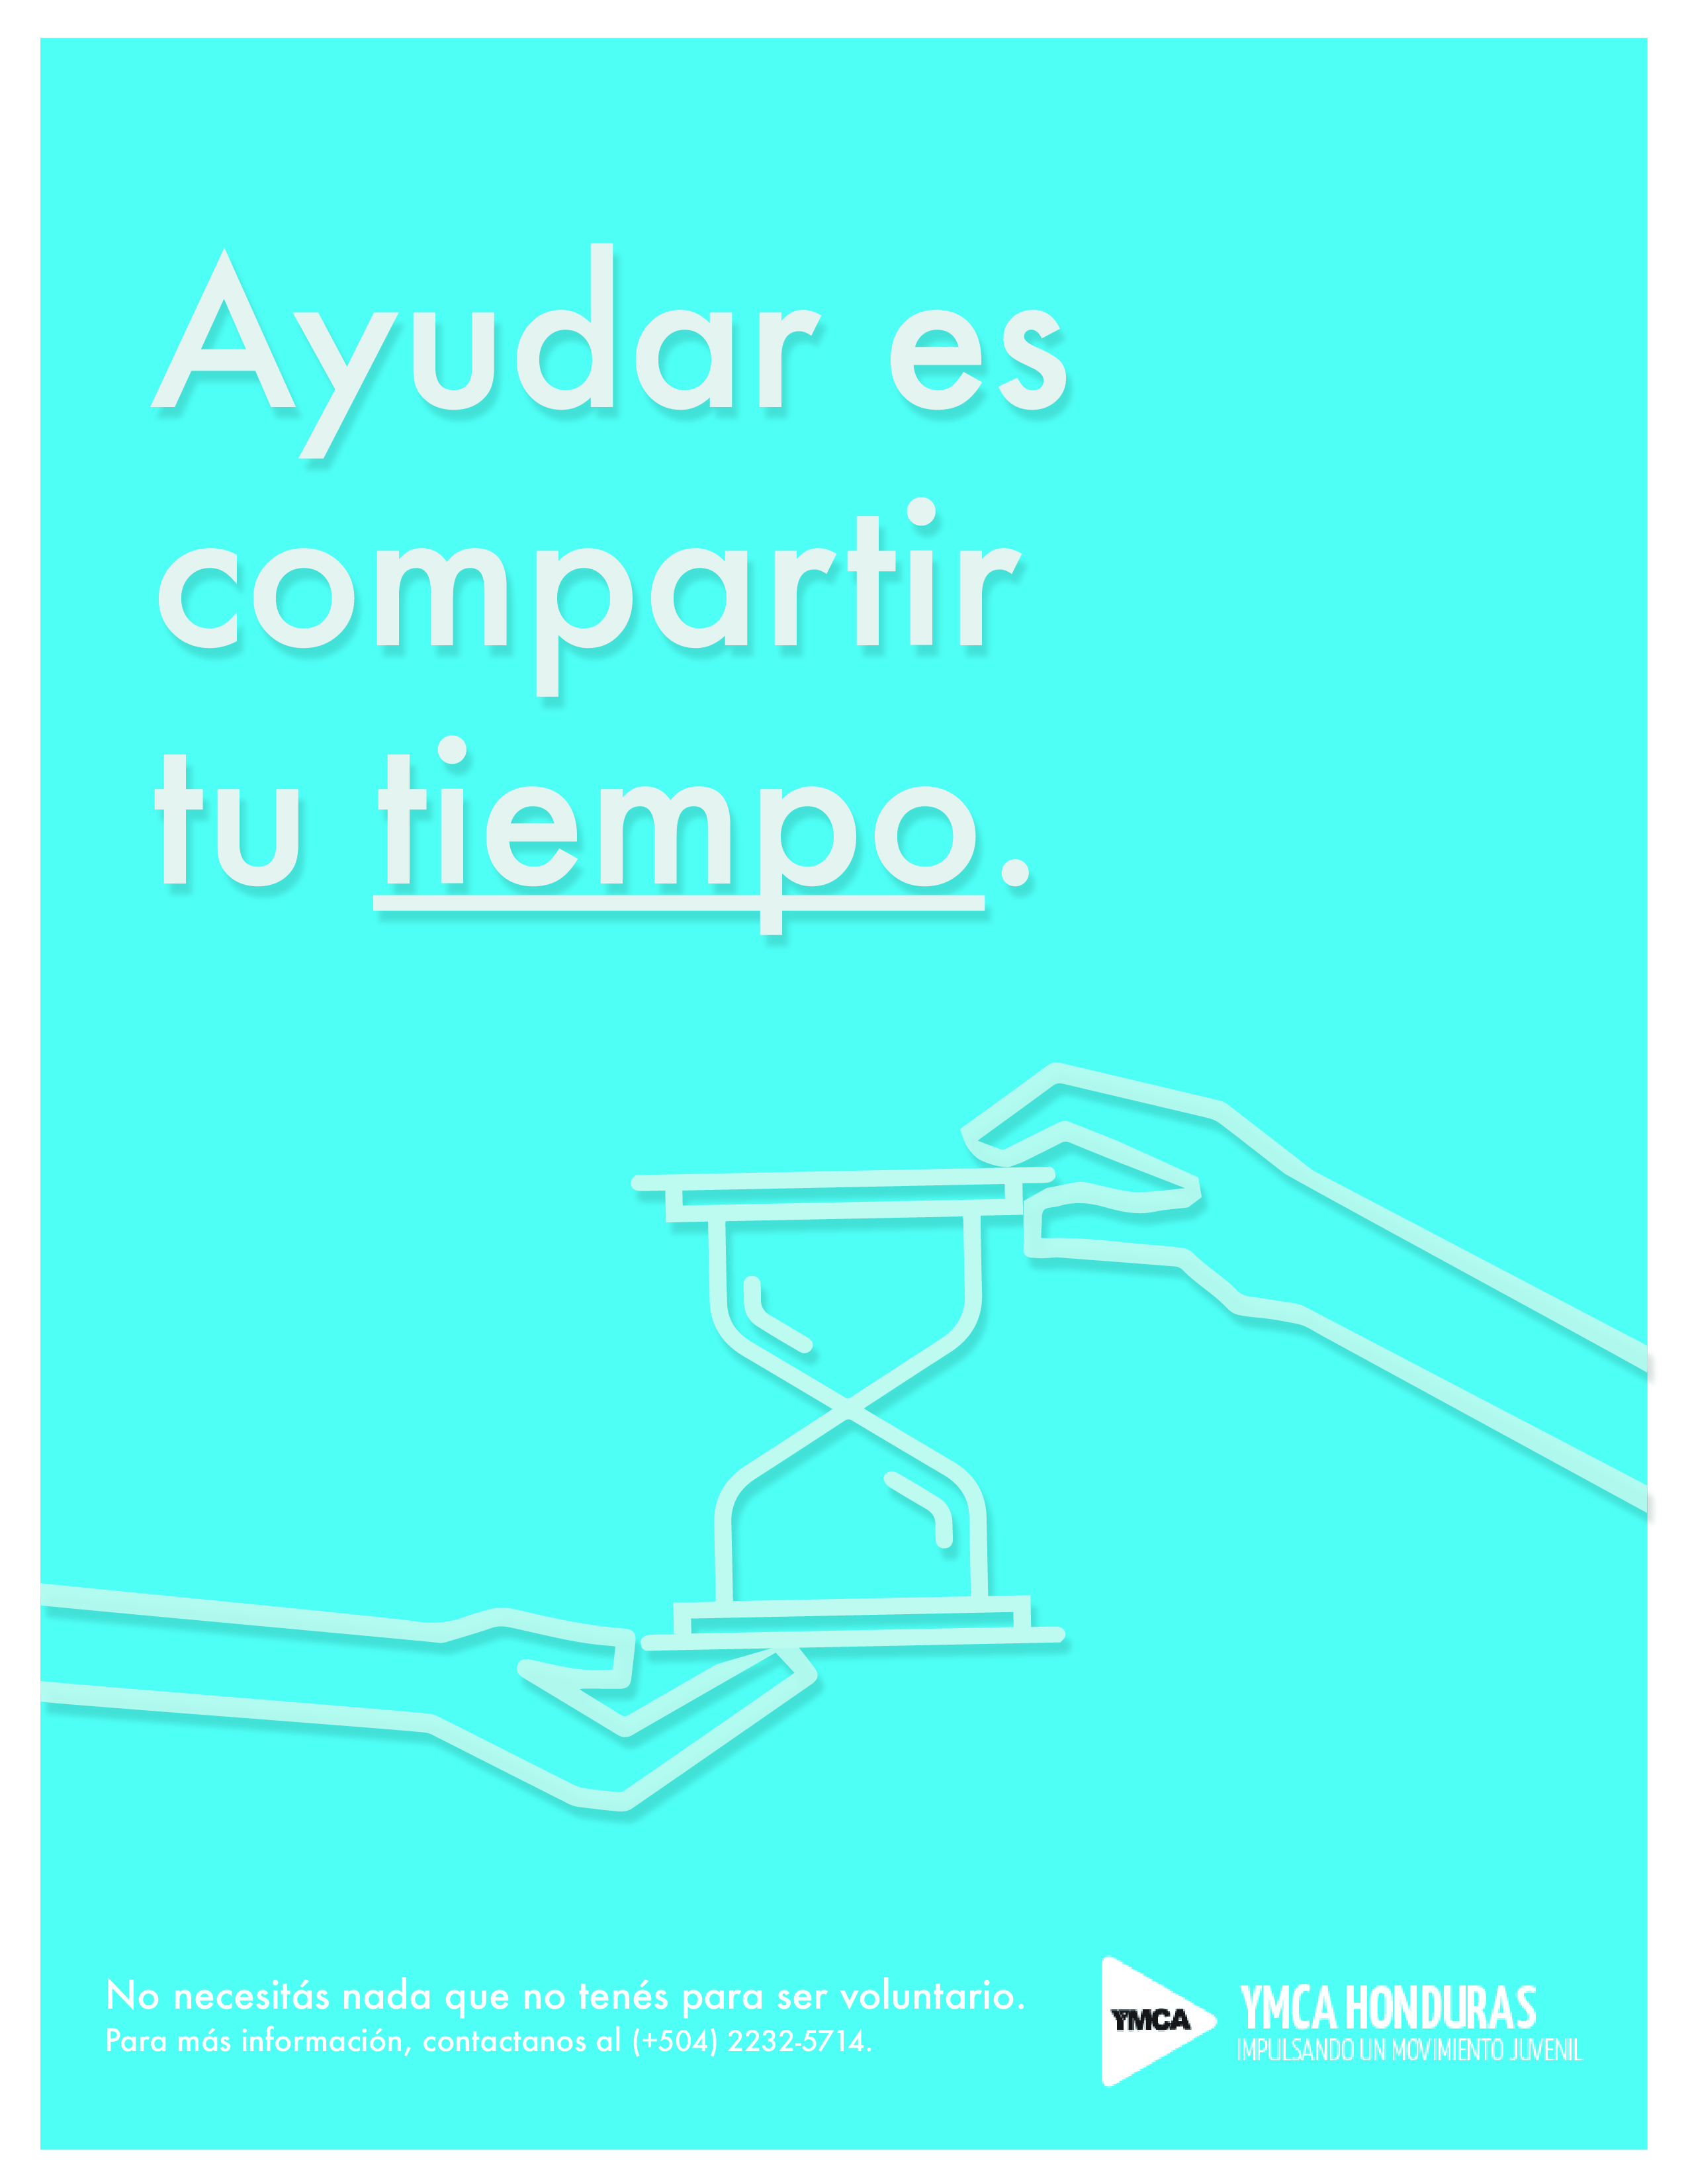 Ayudar es
compartir
tu tiempo.
No necesitás nada que no tenés para ser voluntario.
Para más información, contactanos al (+504) 2232-5714.
YMCA
YMCA HONDURAS
IMPULSANDO UN MOVIMIENTO JUVENIL